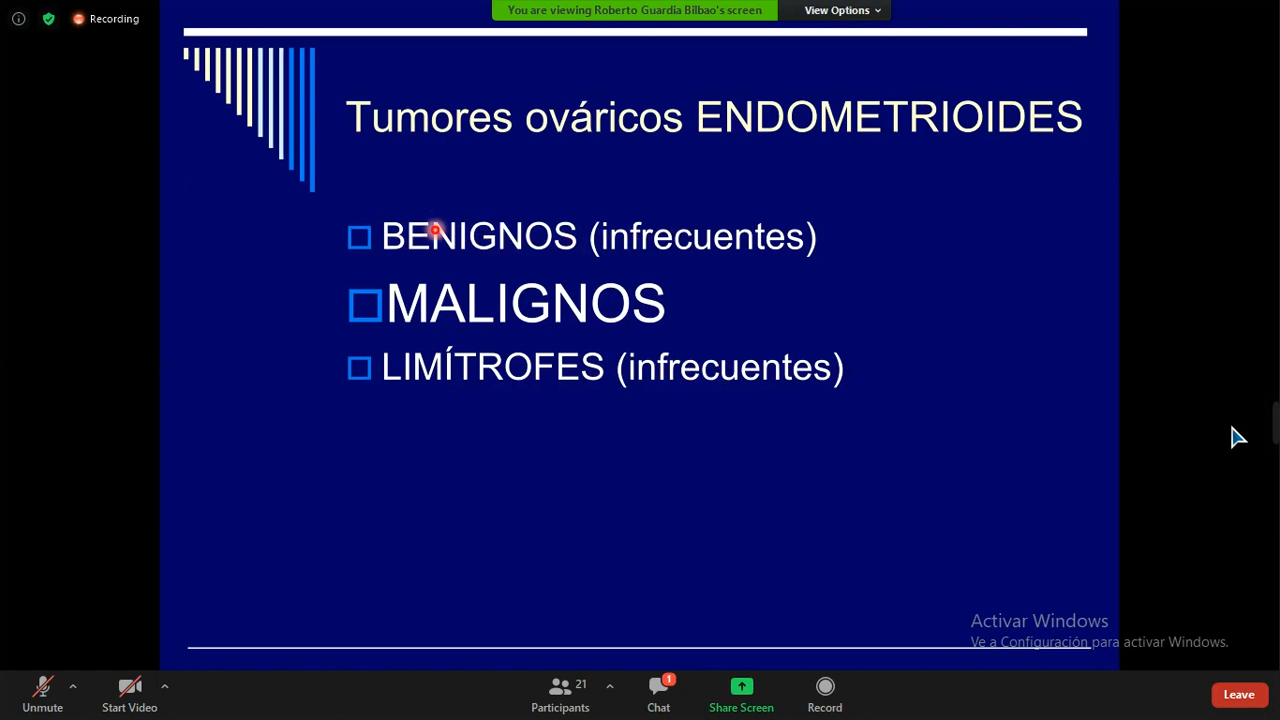 Recording
You are viewing Roberto Guardia Bilbao's screen
View Options
Tumores ováricos ENDOMETRIOIDES
BENIGNOS (infrecuentes)
MALIGNOS
LIMÍTROFES (infrecuentes)
Activar Windows
Ve a Configuración para activar Windows.
Unmute
Start Video
21
Participants
1
Chat
Share Screen
Record
Leave